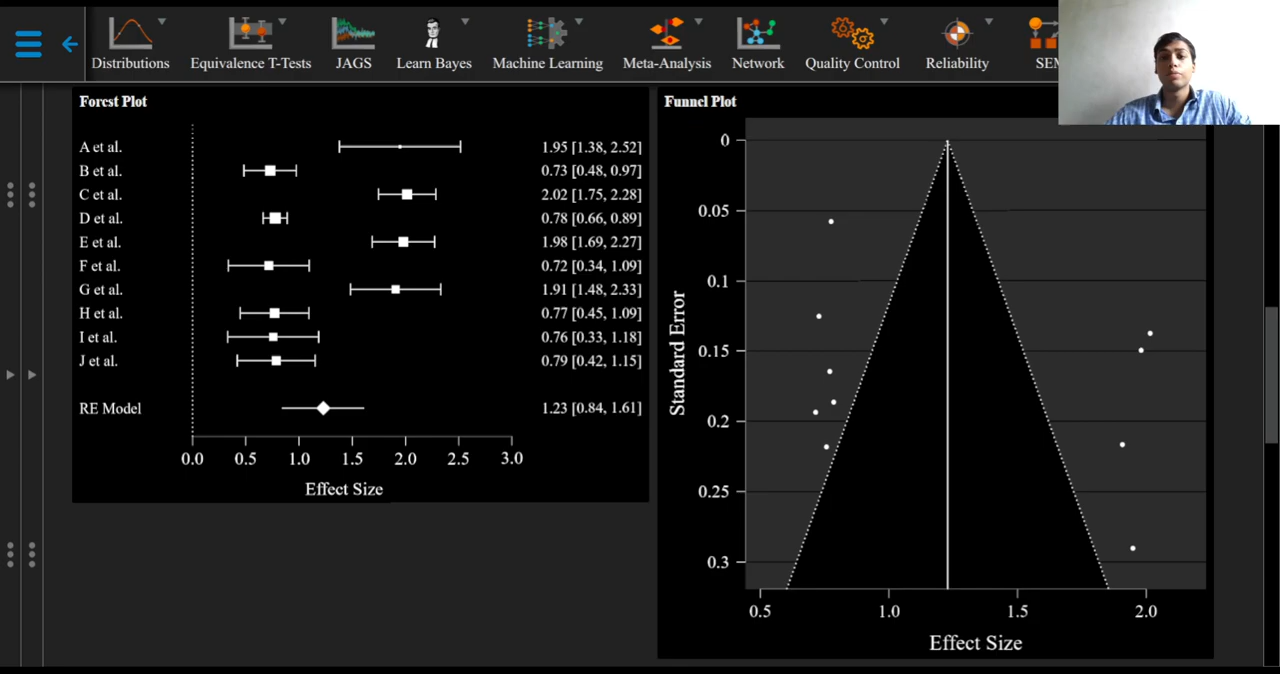 Distributions
Equivalence T-Tests
JAGS
Learn Bayes
Machine Learning
Meta-Analysis
Network
Quality Control
Reliability
SEM
Forest Plot
A et al. 1.95 [1.38, 2.52]
B et al. 0.73 [0.48, 0.97]
C et al. 2.02 [1.75, 2.28]
D et al. 0.78 [0.66, 0.89]
E et al. 1.98 [1.69, 2.27]
F et al. 0.72 [0.34, 1.09]
G et al. 1.91 [1.48, 2.33]
H et al. 0.77 [0.45, 1.09]
I et al. 0.76 [0.33, 1.18]
J et al. 0.79 [0.42, 1.15]
RE Model 1.23 [0.84, 1.61]
0.0 0.5 1.0 1.5 2.0 2.5 3.0
Effect Size
Funnel Plot
0
0.05
0.1
0.15
0.2
0.25
0.3
Standard Error
0.5 1.0 1.5 2.0
Effect Size